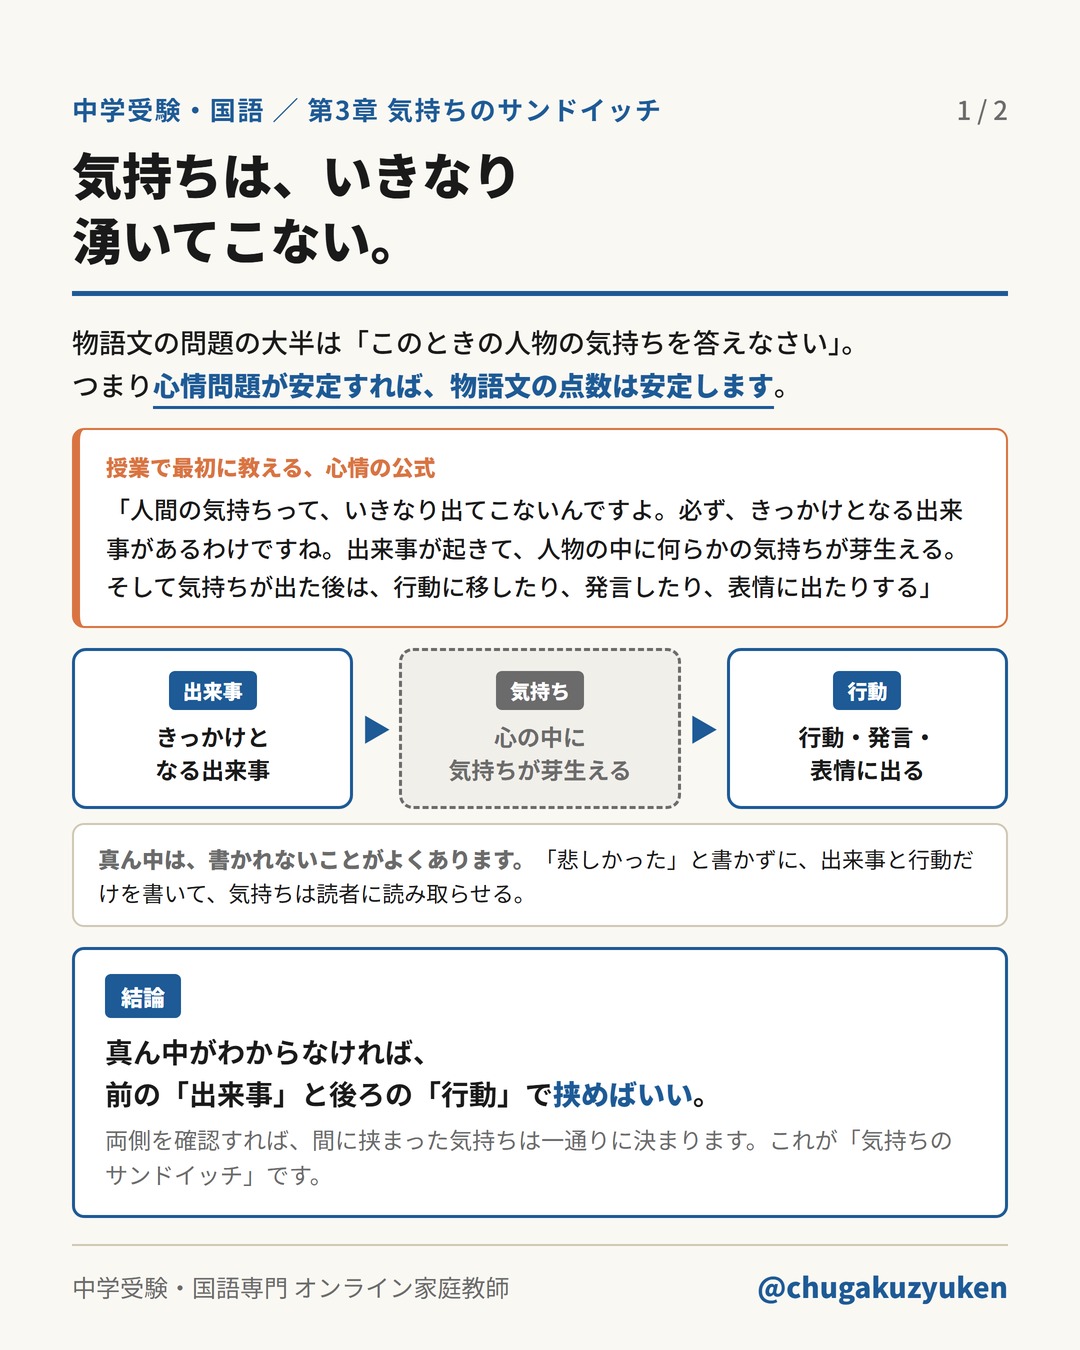 中学受験・国語 ／ 第3章 気持ちのサンドイッチ
1 / 2
気持ちは、いきなり
湧いてこない。
物語文の問題の大半は「このときの人物の気持ちを答えなさい」。
つまり心情問題が安定すれば、物語文の点数は安定します。
授業で最初に教える、心情の公式
「人間の気持ちって、いきなり出てこないんですよ。必ず、きっかけとなる出来
事があるわけですね。出来事が起きて、人物の中に何らかの気持ちが芽生える。
そして気持ちが出た後は、行動に移したり、発言したり、表情に出たりする」
出来事
きっかけと
なる出来事
気持ち
心の中に
気持ちが芽生える
行動
行動・発言・
表情に出る
真ん中は、書かれないことがよくあります。「悲しかった」と書かずに、出来事と行動だ
けを書いて、気持ちは読者に読み取らせる。
結論
真ん中がわからなければ、
前の「出来事」と後ろの「行動」で挟めばいい。
両側を確認すれば、間に挟まった気持ちは一通りに決まります。これが「気持ちの
サンドイッチ」です。
中学受験・国語専門 オンライン家庭教師
@chugakuzyuken